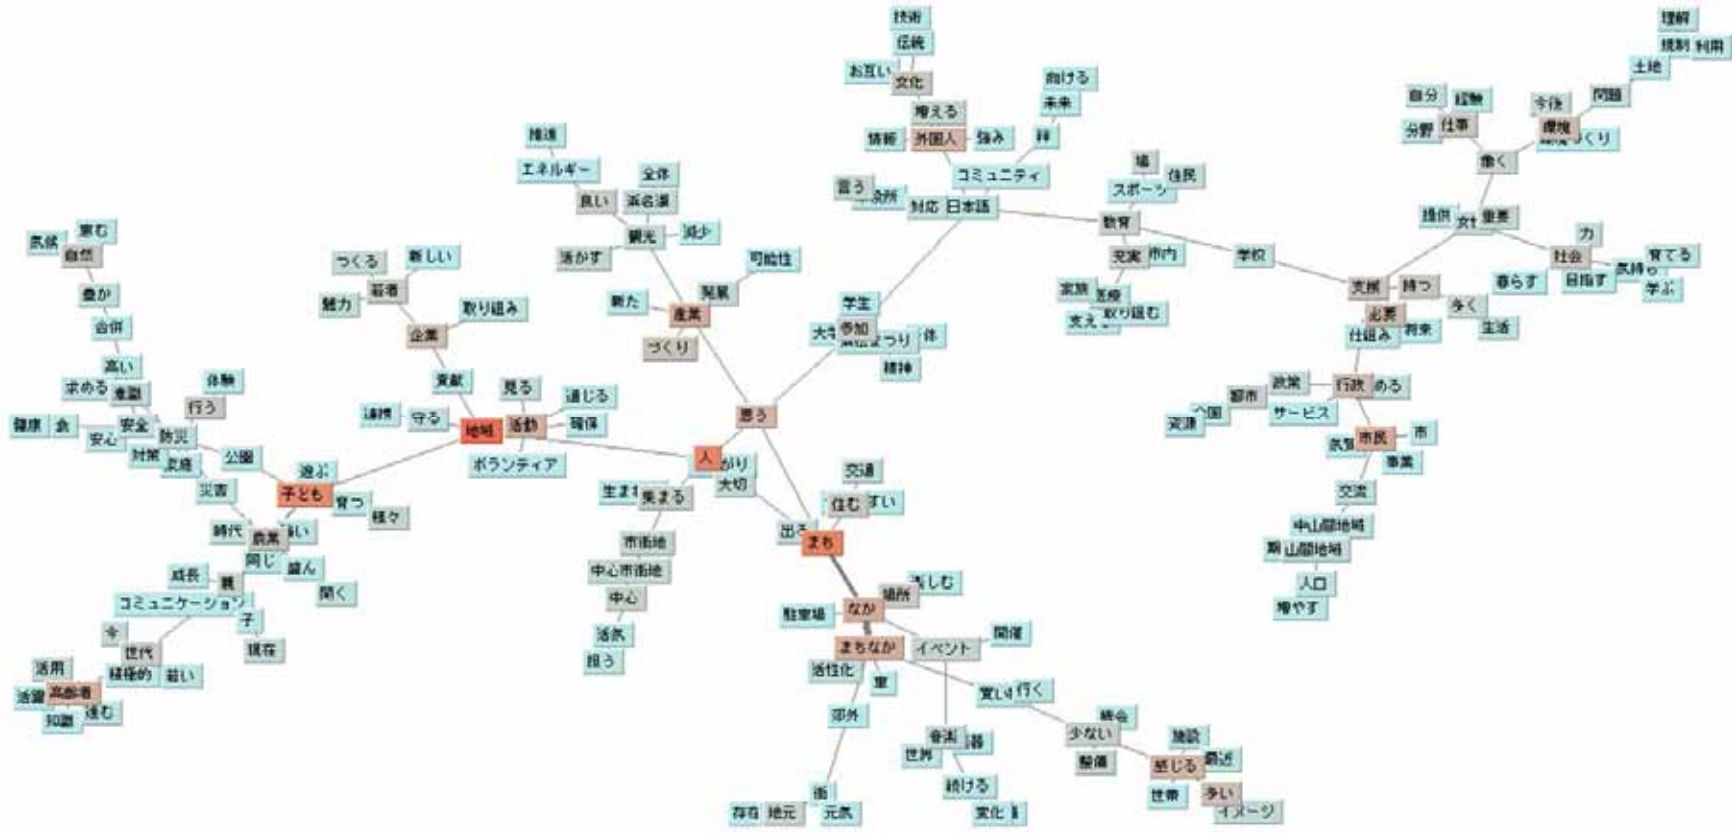 技術
伝統
お互い
文化
増える
情報
外国人
強み
向ける
未来
絆
コミュニティ
言う
対応
日本語
理解
規制
利用
土地
問題
今後
環境
自分
経験
分野
仕事
働く
提供
重要
力
社会
育てる
目指す
学ぶ
暮らす
場
スポーツ
住民
教育
充実
市内
家族
医療
取り組む
学校
支援
持つ
必要
多く
生活
仕組み
将来
行政
政策
都市
サービス
資源
市民
市
事業
交流
中山間地域
山間地域
人口
増やす
推進
エネルギー
良い
全体
浜名湖
観光
減少
活かす
可能性
発展
新た
産業
づくり
学生
参加
精神
思う
人
大切
集まる
市街地
中心市街地
中心
活気
担う
交通
住む
出る
まち
場所
なか
駐車場
まちなか
イベント
開催
活性化
車
郊外
街
存在
地元
元気
音楽
世界
続ける
変化
行く
機会
少ない
整備
施設
感じる
最近
世帯
多い
イメージ
つくる
新しい
若者
魅力
取り組み
企業
貢献
連携
守る
地域
見る
活動
通じる
確保
ボランティア
気候
恵む
自然
豊か
合併
高い
求める
意識
体験
行う
健康
食
安全
安心
防災
対策
公園
遊ぶ
子ども
育つ
様々
災害
時代
農業
同じ
盛ん
開く
成長
親
コミュニケーション
子
現在
今
世代
積極的
若い
活用
活躍
高齢者
知識
進む